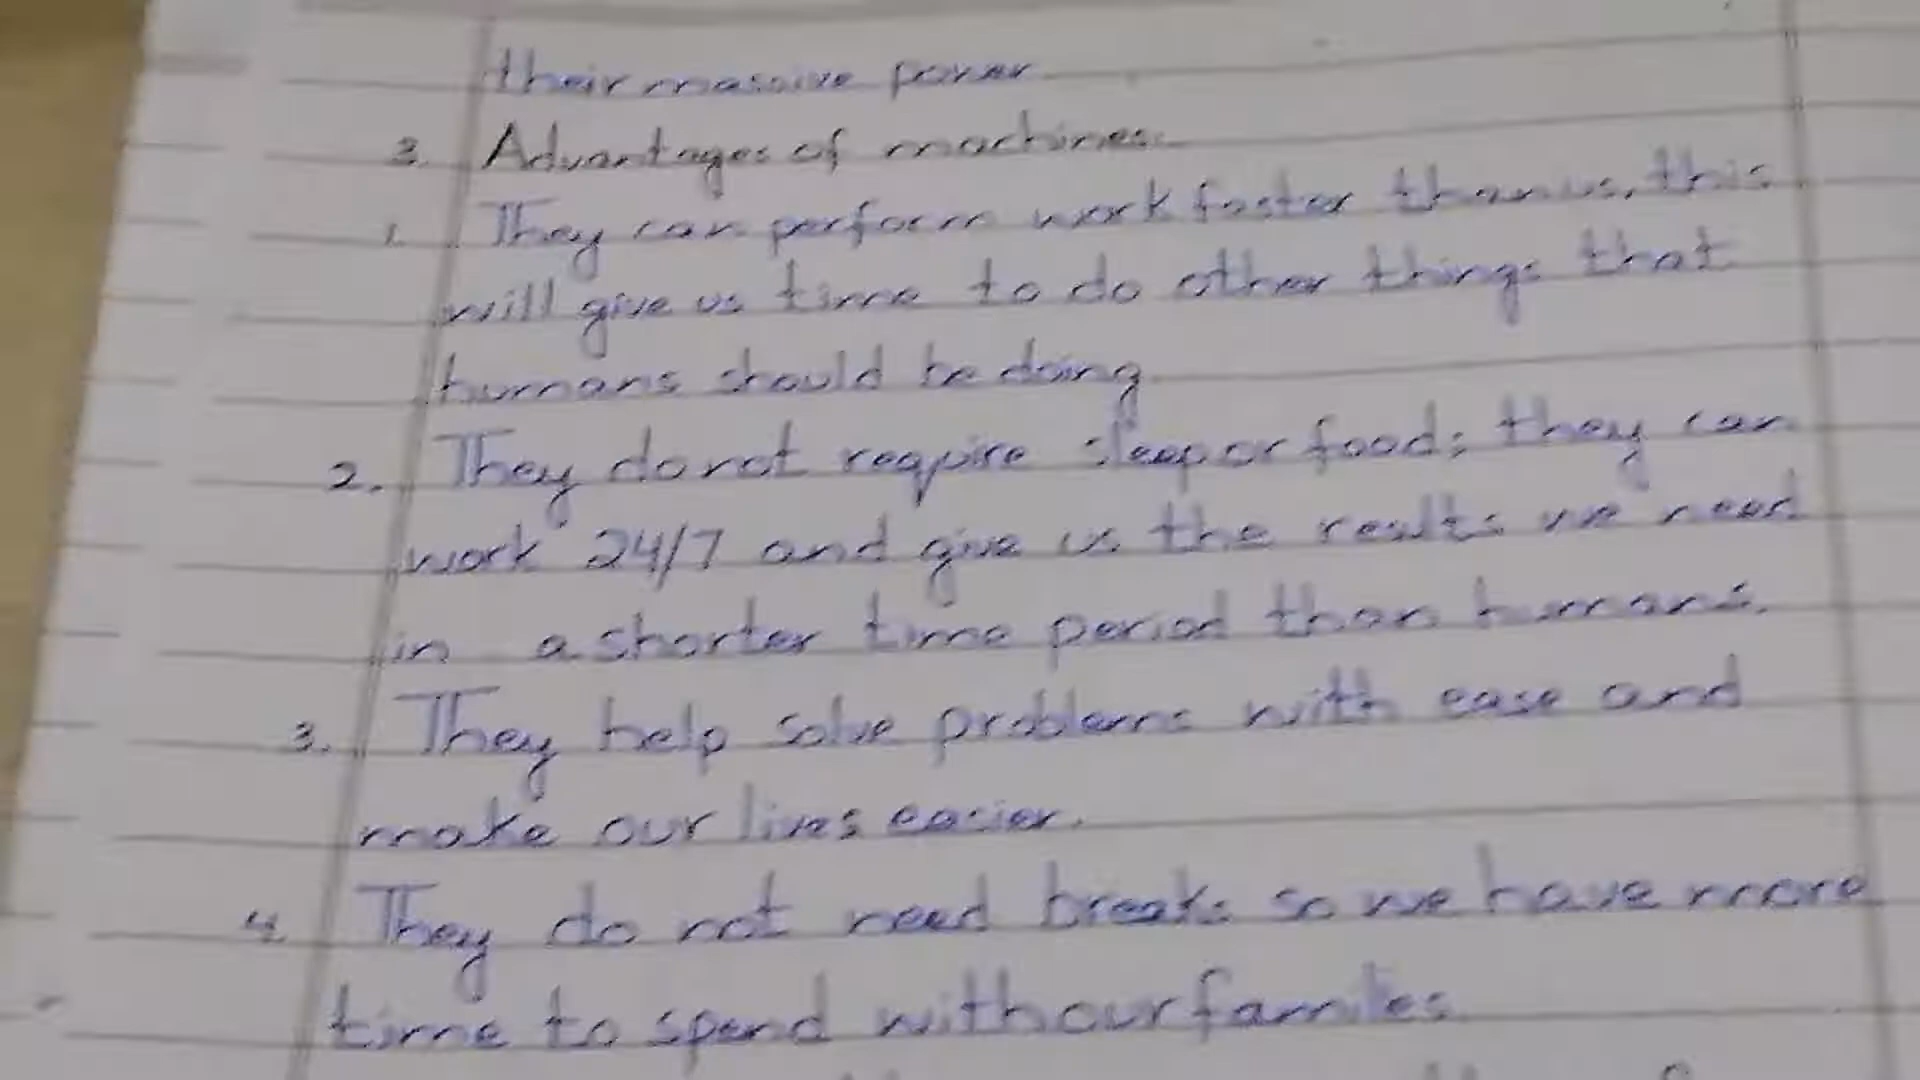 their massive power
3. Advantages of machines.
1. They can perform work faster than us, this
will give us time to do other things that
humans should be doing
2. They do not require sleep or food; they can
work 24/7 and give us the results we need
in a shorter time period than humans.
3. They help solve problems with ease and
make our lives easier.
4. They do not need breaks so we have more
time to spend with our families.